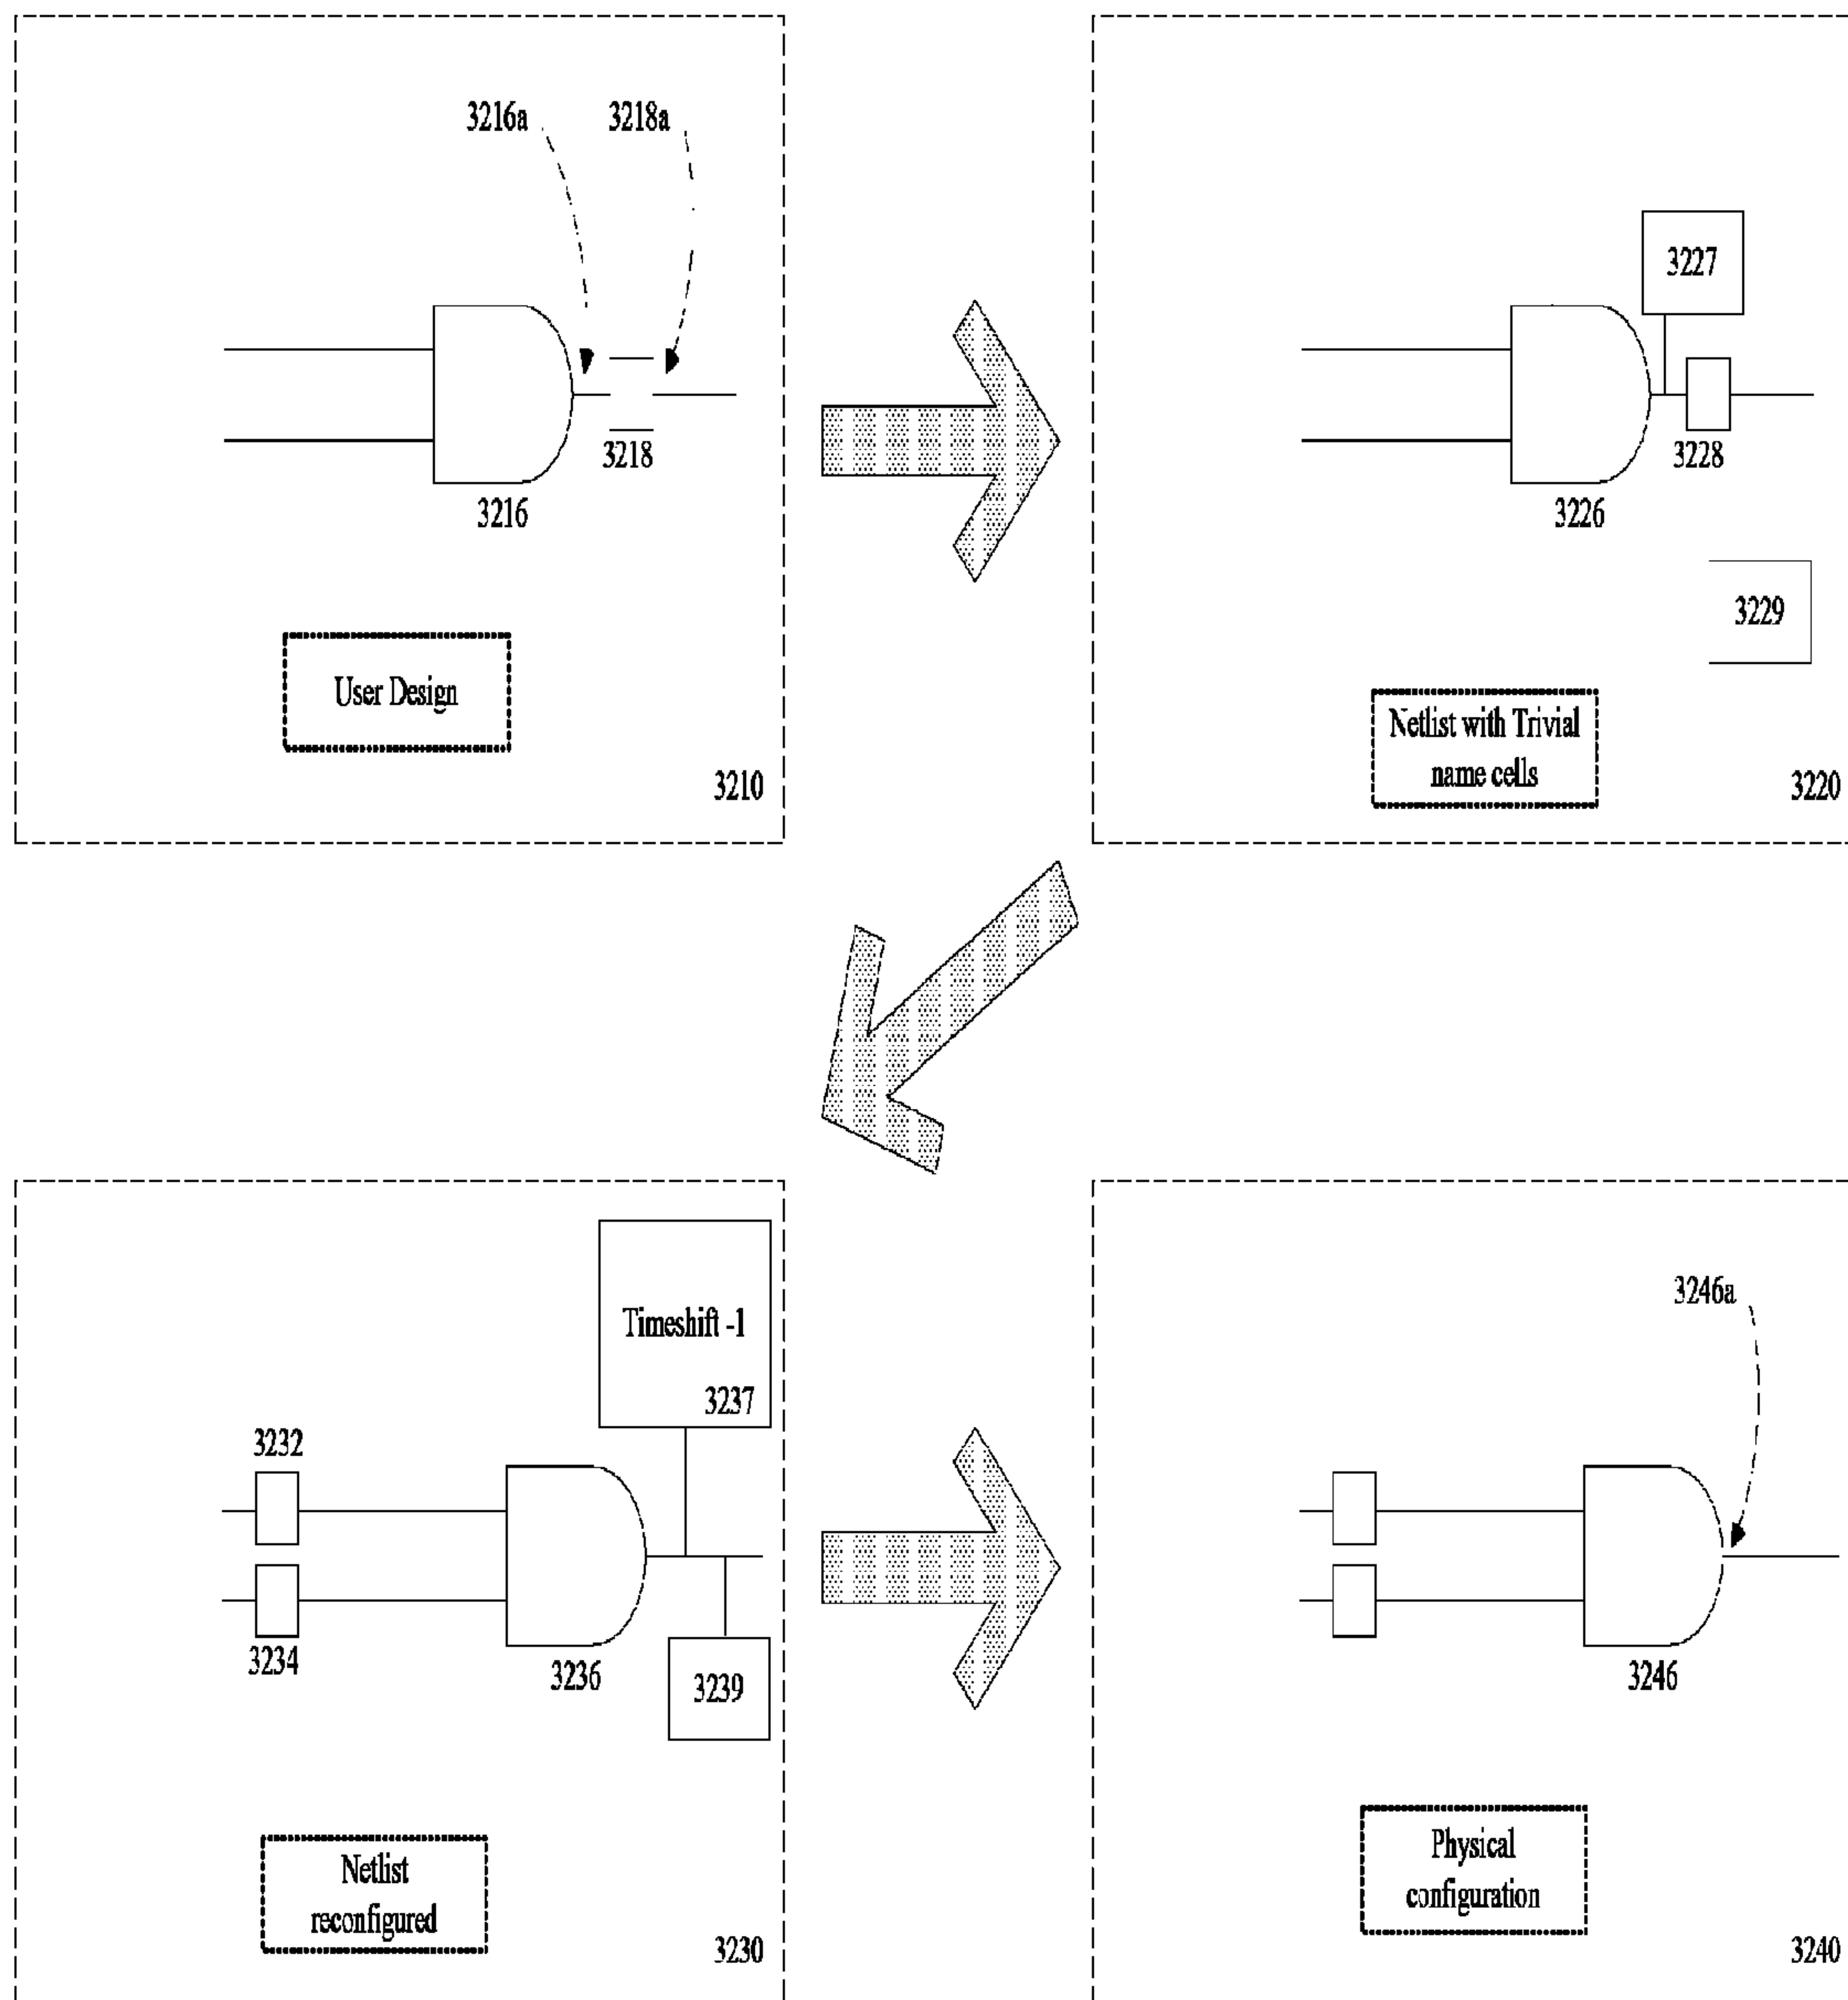 3216a
3218a
3218
3216
User Design
3210
3227
3228
3226
3229
Netlist with Trivial
name cells
3220
Timeshift -1
3237
3232
3234
3236
3239
Netlist
reconfigured
3230
3246a
3246
Physical
configuration
3240